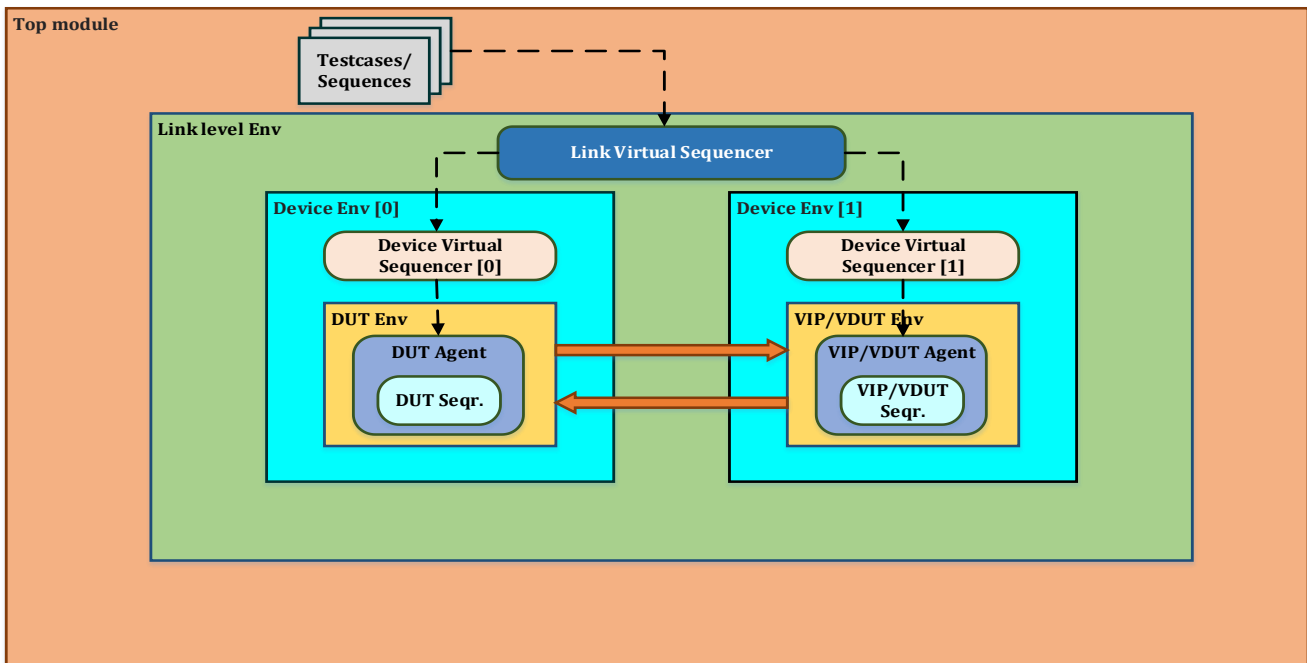 Top module
Testcases/
Sequences
Link level Env
Link Virtual Sequencer
Device Env [0]
Device Env [1]
Device Virtual
Sequencer [0]
Device Virtual
Sequencer [1]
DUT Env
VIP/VDUT Env
DUT Agent
VIP/VDUT Agent
DUT Seqr.
VIP/VDUT
Seqr.